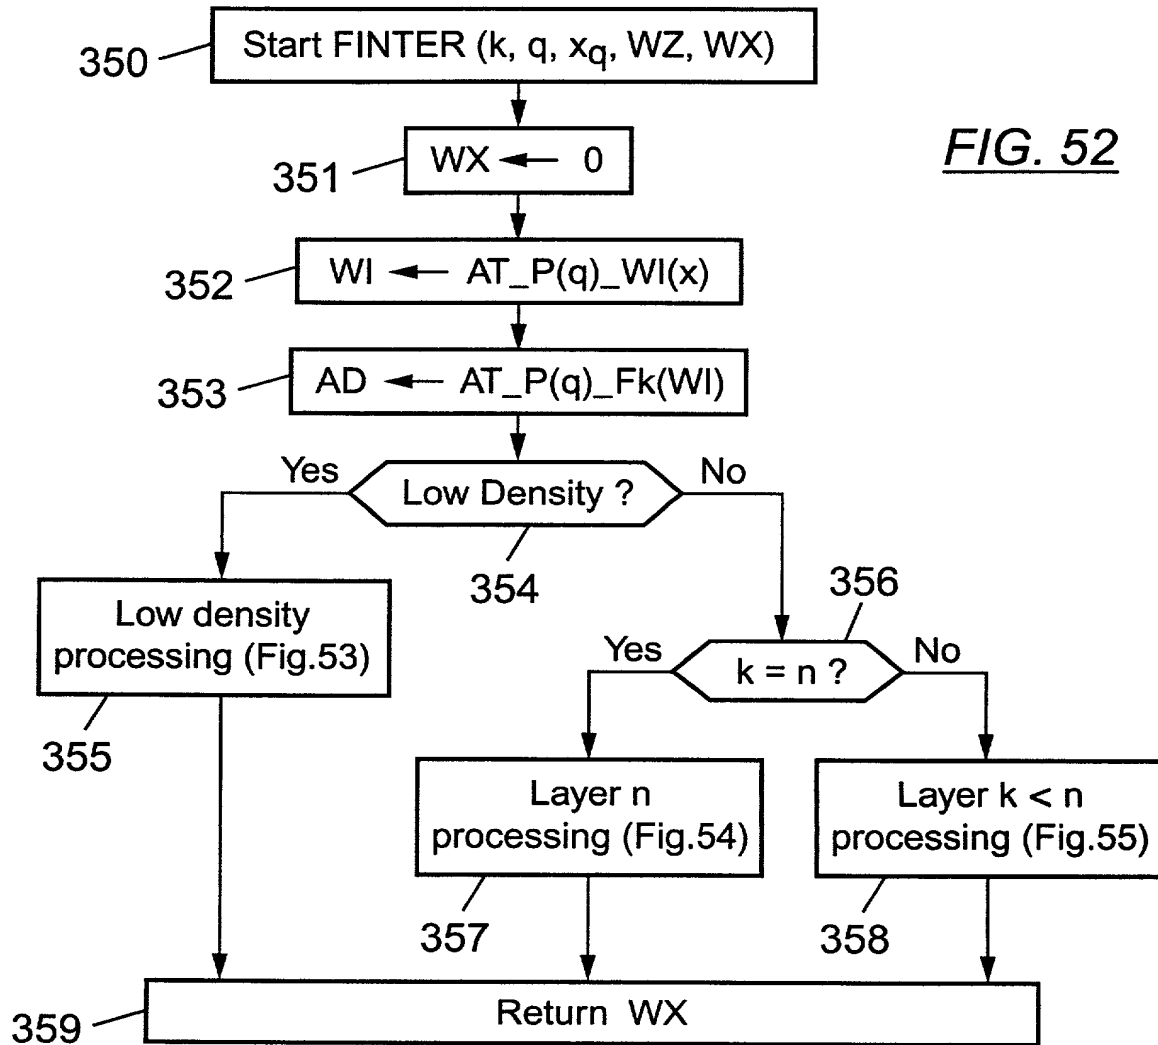 Start FINTER (k, q, xq, WZ, WX)
350
FIG. 52
WX ← 0
351
WI ← AT_P(q)_WI(x)
352
AD ← AT_P(q)_Fk(WI)
353
Yes
Low Density ?
No
354
356
Low density
processing (Fig.53)
355
Yes
k = n ?
No
Layer n
processing (Fig.54)
357
Layer k < n
processing (Fig.55)
358
Return WX
359